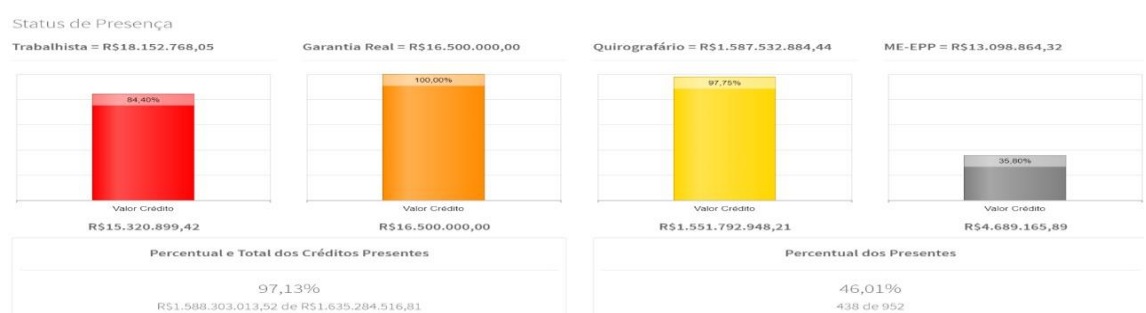 Status de Presença
Trabalhista = R$18.152.768,05
Garantia Real = R$16.500.000,00
Quirografário = R$1.587.532.884,44
ME-EPP = R$13.098.864,32
84,40%
100,00%
97,75%
35,80%
Valor Crédito
Valor Crédito
Valor Crédito
Valor Crédito
R$15.320.899,42
R$16.500.000,00
R$1.551.792.948,21
R$4.689.165,89
Percentual e Total dos Créditos Presentes
97,13%
R$1.588.303.013,52 de R$1.635.284.516,81
Percentual dos Presentes
46,01%
438 de 952